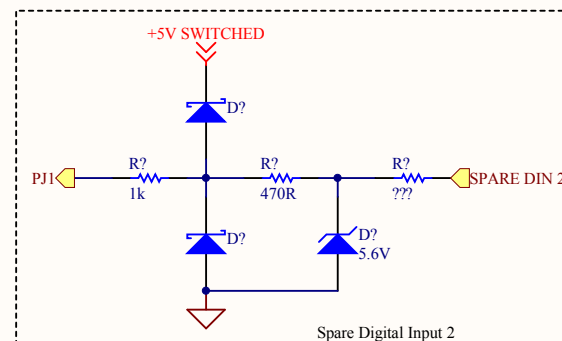 +5V SWITCHED
D?
R?
R?
R?
PJ1
1k
470R
???
SPARE DIN 2
D?
D?
5.6V
Spare Digital Input 2